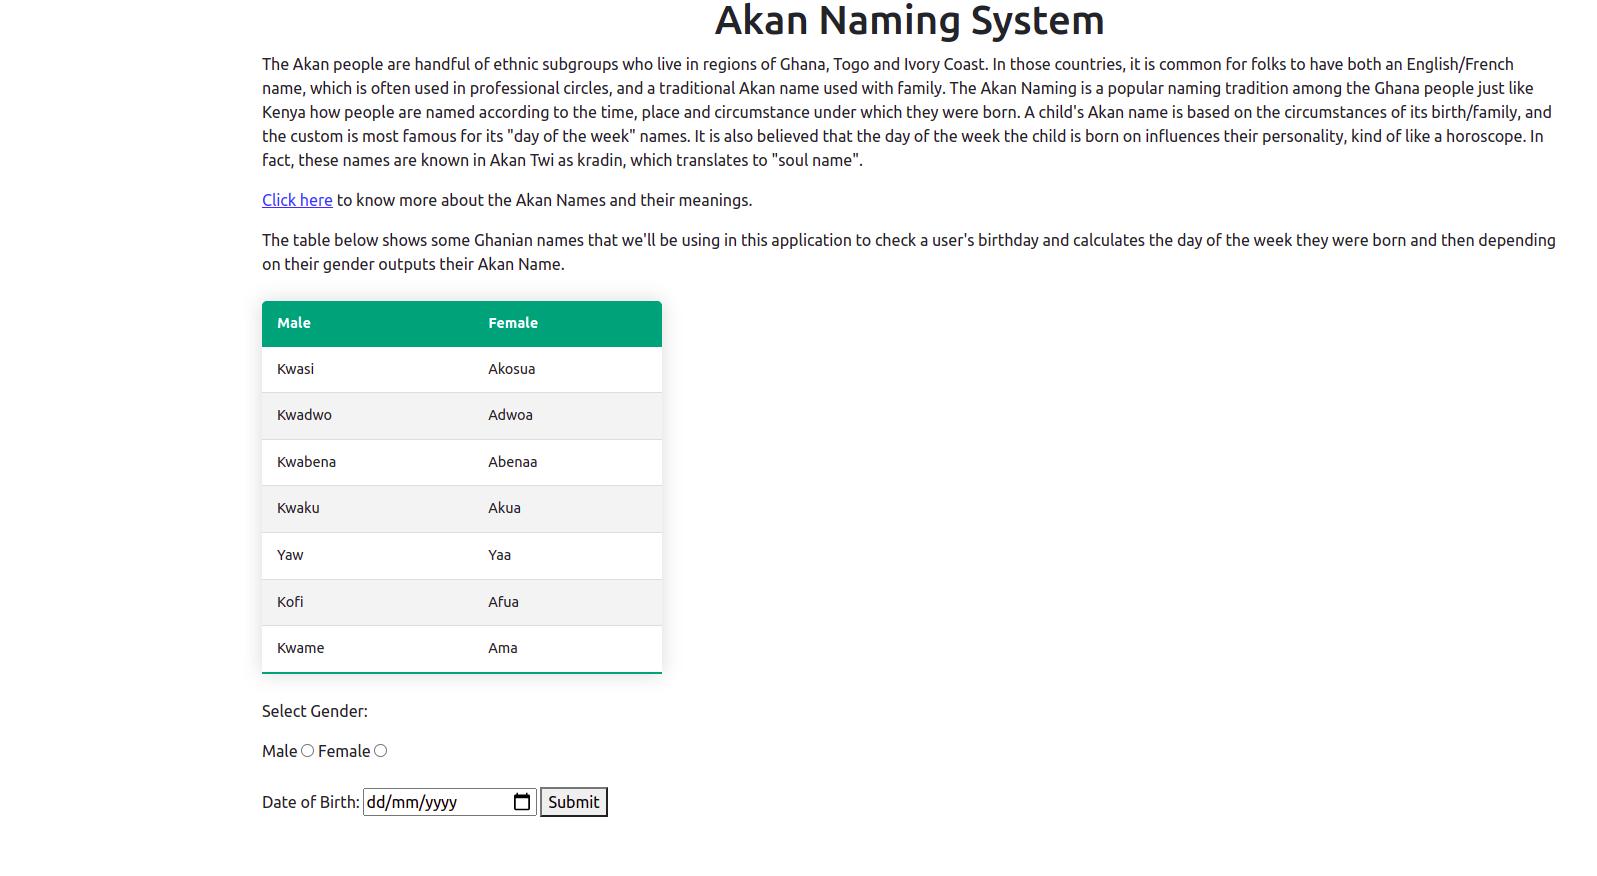 Akan Naming System
The Akan people are handful of ethnic subgroups who live in regions of Ghana, Togo and Ivory Coast. In those countries, it is common for folks to have both an English/French
name, which is often used in professional circles, and a traditional Akan name used with family. The Akan Naming is a popular naming tradition among the Ghana people just like
Kenya how people are named according to the time, place and circumstance under which they were born. A child's Akan name is based on the circumstances of its birth/family, and
the custom is most famous for its "day of the week" names. It is also believed that the day of the week the child is born on influences their personality, kind of like a horoscope. In
fact, these names are known in Akan Twi as kradin, which translates to "soul name".
Click here to know more about the Akan Names and their meanings.
The table below shows some Ghanian names that we'll be using in this application to check a user's birthday and calculates the day of the week they were born and then depending
on their gender outputs their Akan Name.
Male Female
Kwasi Akosua
Kwadwo Adwoa
Kwabena Abenaa
Kwaku Akua
Yaw Yaa
Kofi Afua
Kwame Ama
Select Gender:
Male Female
Date of Birth: dd/mm/yyyy Submit